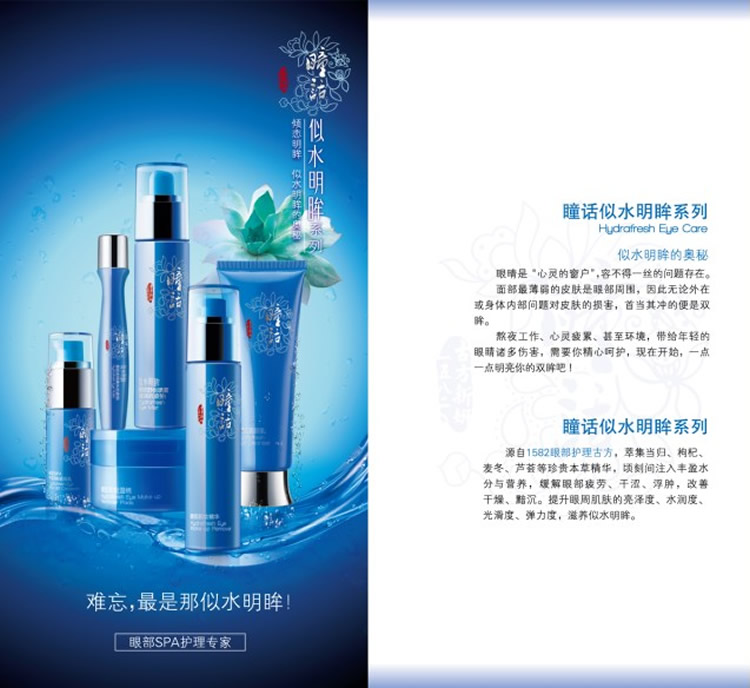 瞳话
似水明眸系列
倾恋明眸 似水明眸的奥秘
瞳话
瞳话
瞳话
Hydrafresh Eye
难忘,最是那似水明眸!
眼部SPA护理专家
瞳话似水明眸系列
Hydrafresh Eye Care
似水明眸的奥秘
眼睛是“心灵的窗户”,容不得一丝的问题存在。
面部最薄弱的皮肤是眼部周围，因此无论外在
或身体内部问题对皮肤的损害，首当其冲的便是双
眸。
熬夜工作、心灵疲累、甚至环境，带给年轻的
眼睛诸多伤害，需要你精心呵护，现在开始，一点
一点明亮你的双眸吧！
瞳话似水明眸系列
源自1582眼部护理古方，萃集当归、枸杞、
麦冬、芦荟等珍贵本草精华，顷刻间注入丰盈水
分与营养，缓解眼部疲劳、干涩、浮肿，改善
干燥、黯沉。提升眼周肌肤的亮泽度、水润度、
光滑度、弹力度，滋养似水明眸。